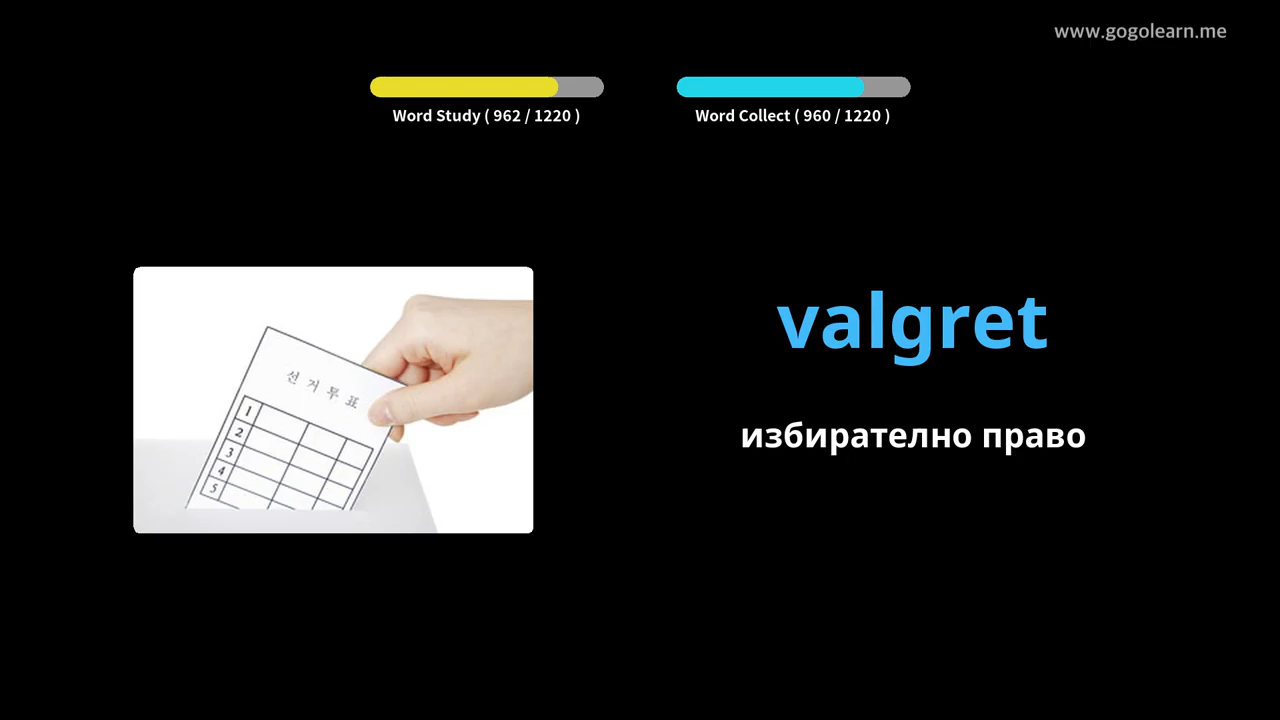 www.gogolearn.me
Word Study ( 962 / 1220 )
Word Collect ( 960 / 1220 )
선거투표
1
2
3
4
5
valgret
избирателно право